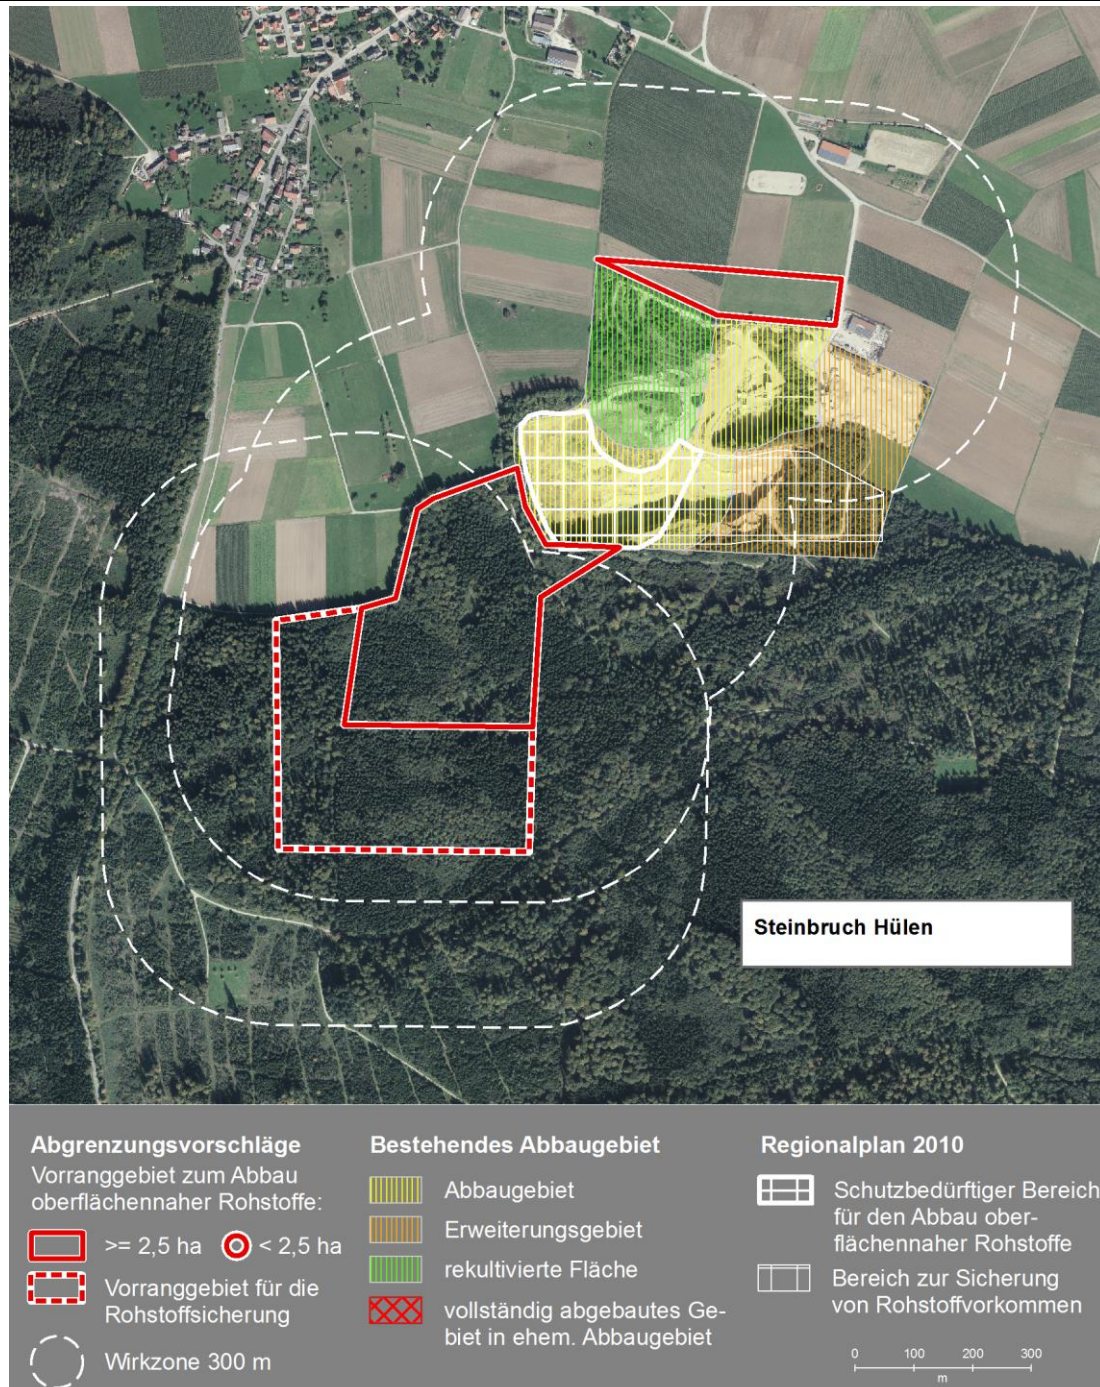 Steinbruch Hülen
Abgrenzungsvorschläge
Vorranggebiet zum Abbau
oberflächennaher Rohstoffe:
>= 2,5 ha
< 2,5 ha
Vorranggebiet für die
Rohstoffsicherung
Wirkzone 300 m
Bestehendes Abbaugebiet
Abbaugebiet
Erweiterungsgebiet
rekultivierte Fläche
vollständig abgebautes Ge-
biet in ehem. Abbaugebiet
Regionalplan 2010
Schutzbedürftiger Bereich
für den Abbau ober-
flächennaher Rohstoffe
Bereich zur Sicherung
von Rohstoffvorkommen
0 100 200 300
m